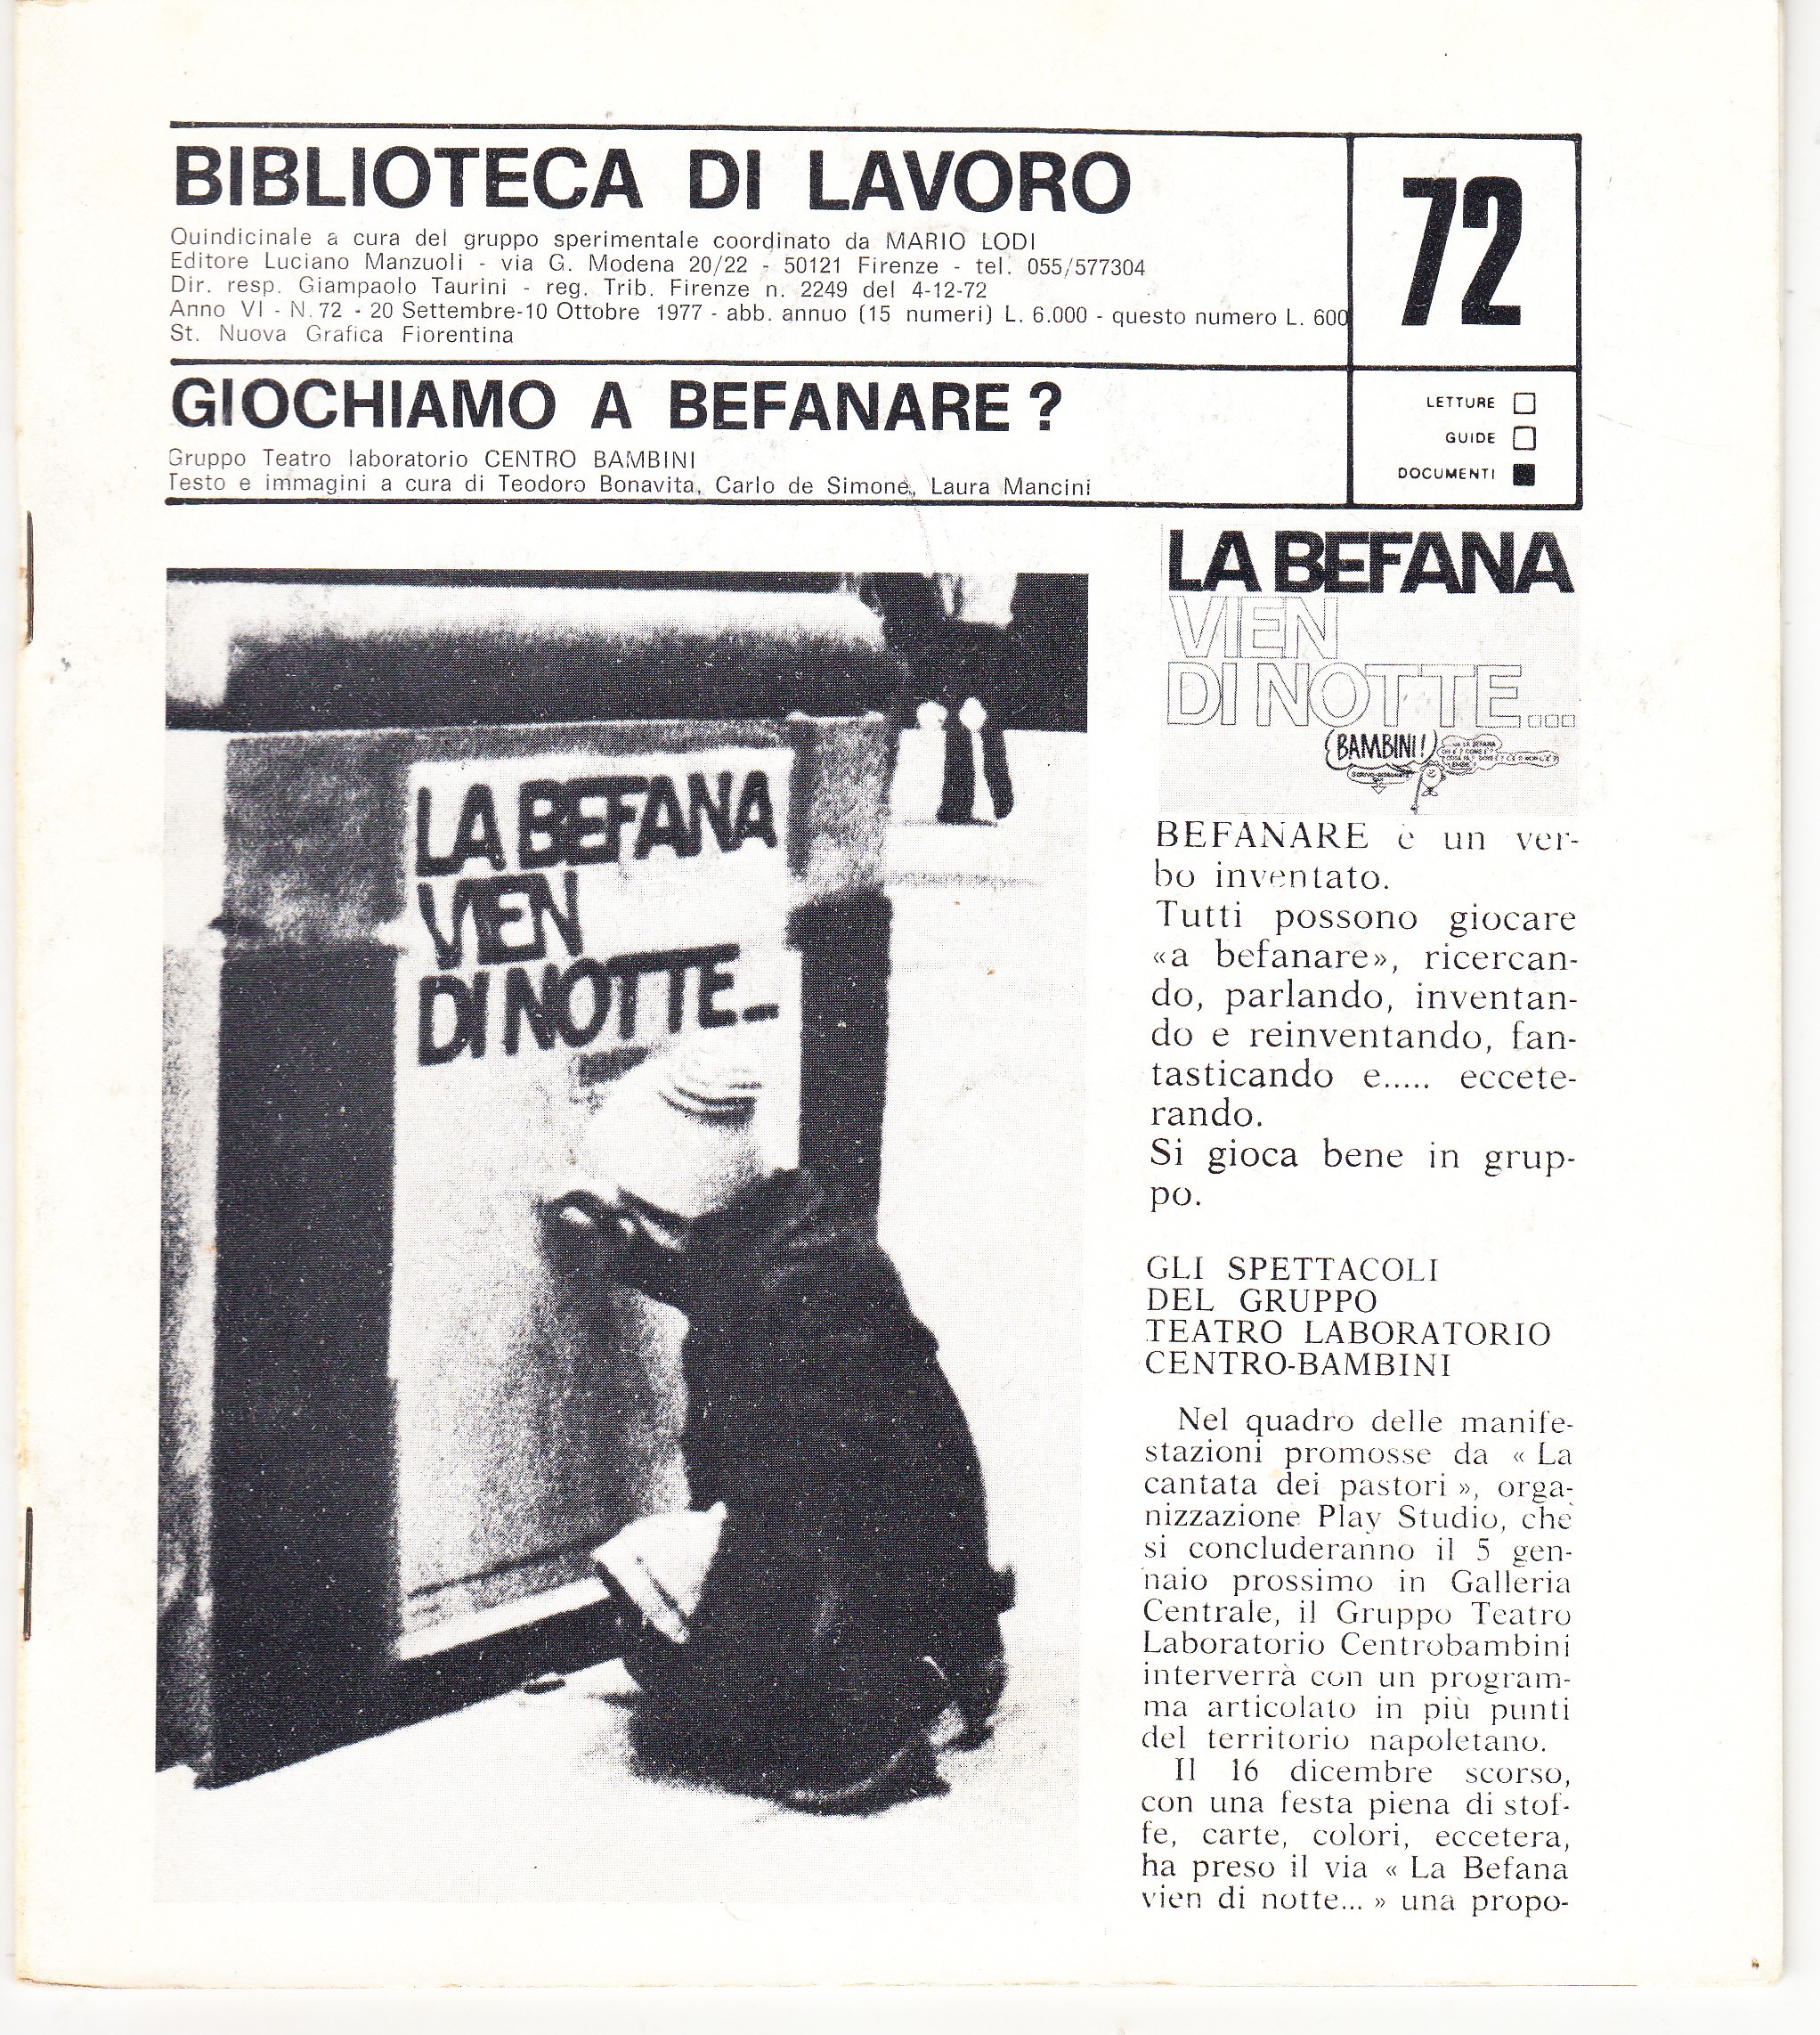 BIBLIOTECA DI LAVORO
Quindicinale a cura del gruppo sperimentale coordinato da MARIO LODI
Editore Luciano Manzuoli - via G. Modena 20/22 - 50121 Firenze - tel. 055/577304
Dir. resp. Giampaolo Taurini - reg. Trib. Firenze n. 2249 del 4-12-72
Anno VI - N. 72 - 20 Settembre-10 Ottobre 1977 - abb. annuo (15 numeri) L. 6.000 - questo numero L. 600
St. Nuova Grafica Fiorentina
72
GIOCHIAMO A BEFANARE ?
Gruppo Teatro laboratorio CENTRO BAMBINI
Testo e immagini a cura di Teodoro Bonavita, Carlo de Simone, Laura Mancini
LETTURE
GUIDE
DOCUMENTI
LA BEFANA
VIEN
DI NOTTE...
LA BEFANA
VIEN
DI NOTTE...
BAMBINI!
BEFANARE è un ver-
bo inventato.
Tutti possono giocare
«a befanare», ricercan-
do, parlando, inventan-
do e reinventando, fan-
tasticando e..... eccete-
rando.
Si gioca bene in grup-
po.
GLI SPETTACOLI
DEL GRUPPO
TEATRO LABORATORIO
CENTRO-BAMBINI
Nel quadro delle manife-
stazioni promosse da « La
cantata dei pastori », orga-
nizzazione Play Studio, che
si concluderanno il 5 gen-
naio prossimo in Galleria
Centrale, il Gruppo Teatro
Laboratorio Centrobambini
interverrà con un program-
ma articolato in più punti
del territorio napoletano.
Il 16 dicembre scorso,
con una festa piena di stof-
fe, carte, colori, eccetera,
ha preso il via « La Befana
vien di notte... » una propo-